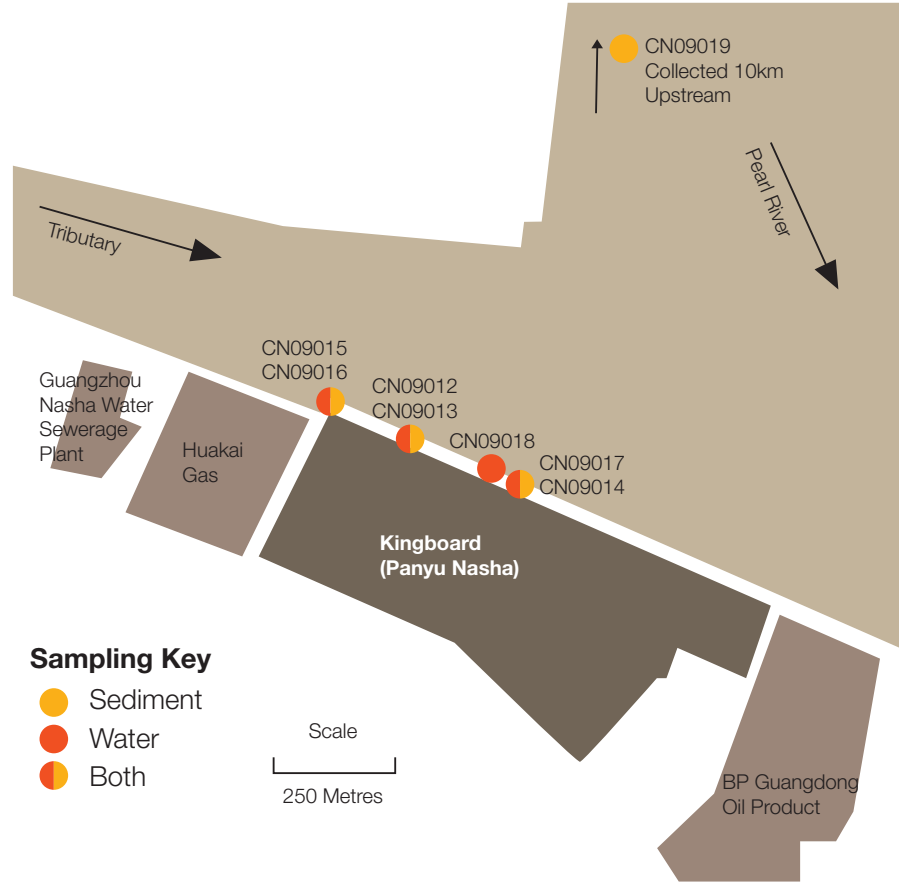 CN09019
Collected 10km
Upstream
Pearl River
Tributary
CN09015
CN09016
CN09012
CN09013
CN09018
CN09017
CN09014
Guangzhou
Nasha Water
Sewerage
Plant
Huakai
Gas
Kingboard
(Panyu Nasha)
Sampling Key
Sediment
Water
Both
Scale
250 Metres
BP Guangdong
Oil Product